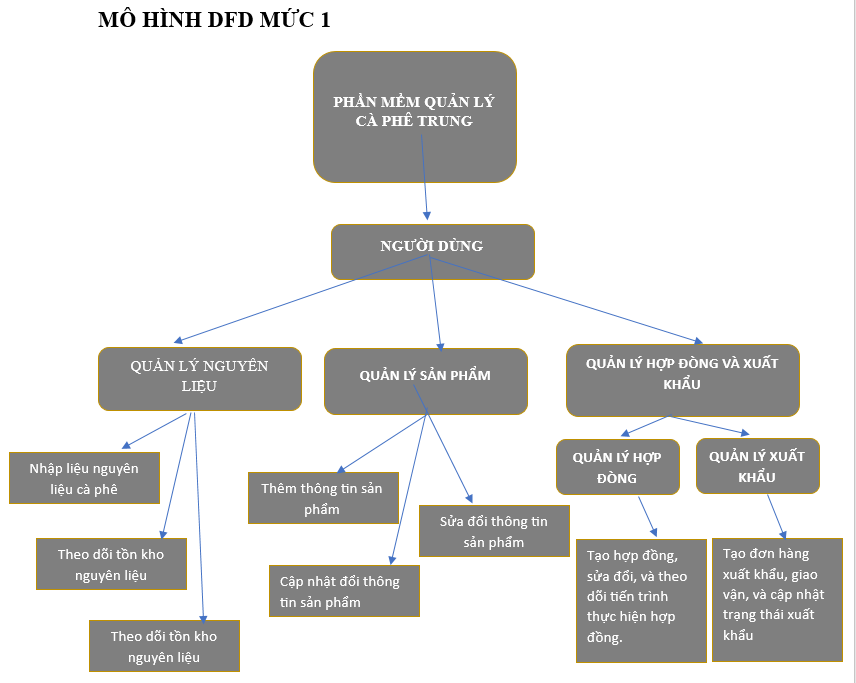 MÔ HÌNH DFD MỨC 1
PHẦN MỀM QUẢN LÝ
CÀ PHÊ TRUNG
NGƯỜI DÙNG
QUẢN LÝ NGUYÊN
LIỆU
QUẢN LÝ SẢN PHẨM
QUẢN LÝ HỢP ĐÒNG VÀ XUẤT
KHẨU
QUẢN LÝ HỢP
ĐÒNG
QUẢN LÝ XUẤT
KHẨU
Nhập liệu nguyên
liệu cà phê
Thêm thông tin sản
phẩm
Sửa đổi thông tin
sản phẩm
Theo dõi tồn kho
nguyên liệu
Cập nhật đổi thông
tin sản phẩm
Theo dõi tồn kho
nguyên liệu
Tạo hợp đồng,
sửa đổi, và theo
dõi tiến trình
thực hiện hợp
đồng.
Tạo đơn hàng
xuất khẩu, giao
vận, và cập nhật
trạng thái xuất
khẩu